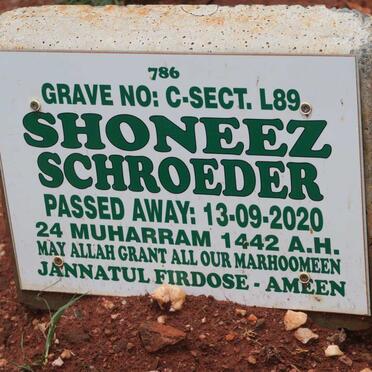 786
GRAVE NO: C-SECT. L89
SHONEEZ
SCHROEDER
PASSED AWAY: 13-09-2020
24 MUHARRAM 1442 A.H.
MAY ALLAH GRANT ALL OUR MARHOOMEEN
JANNATUL FIRDOSE - AMEEN